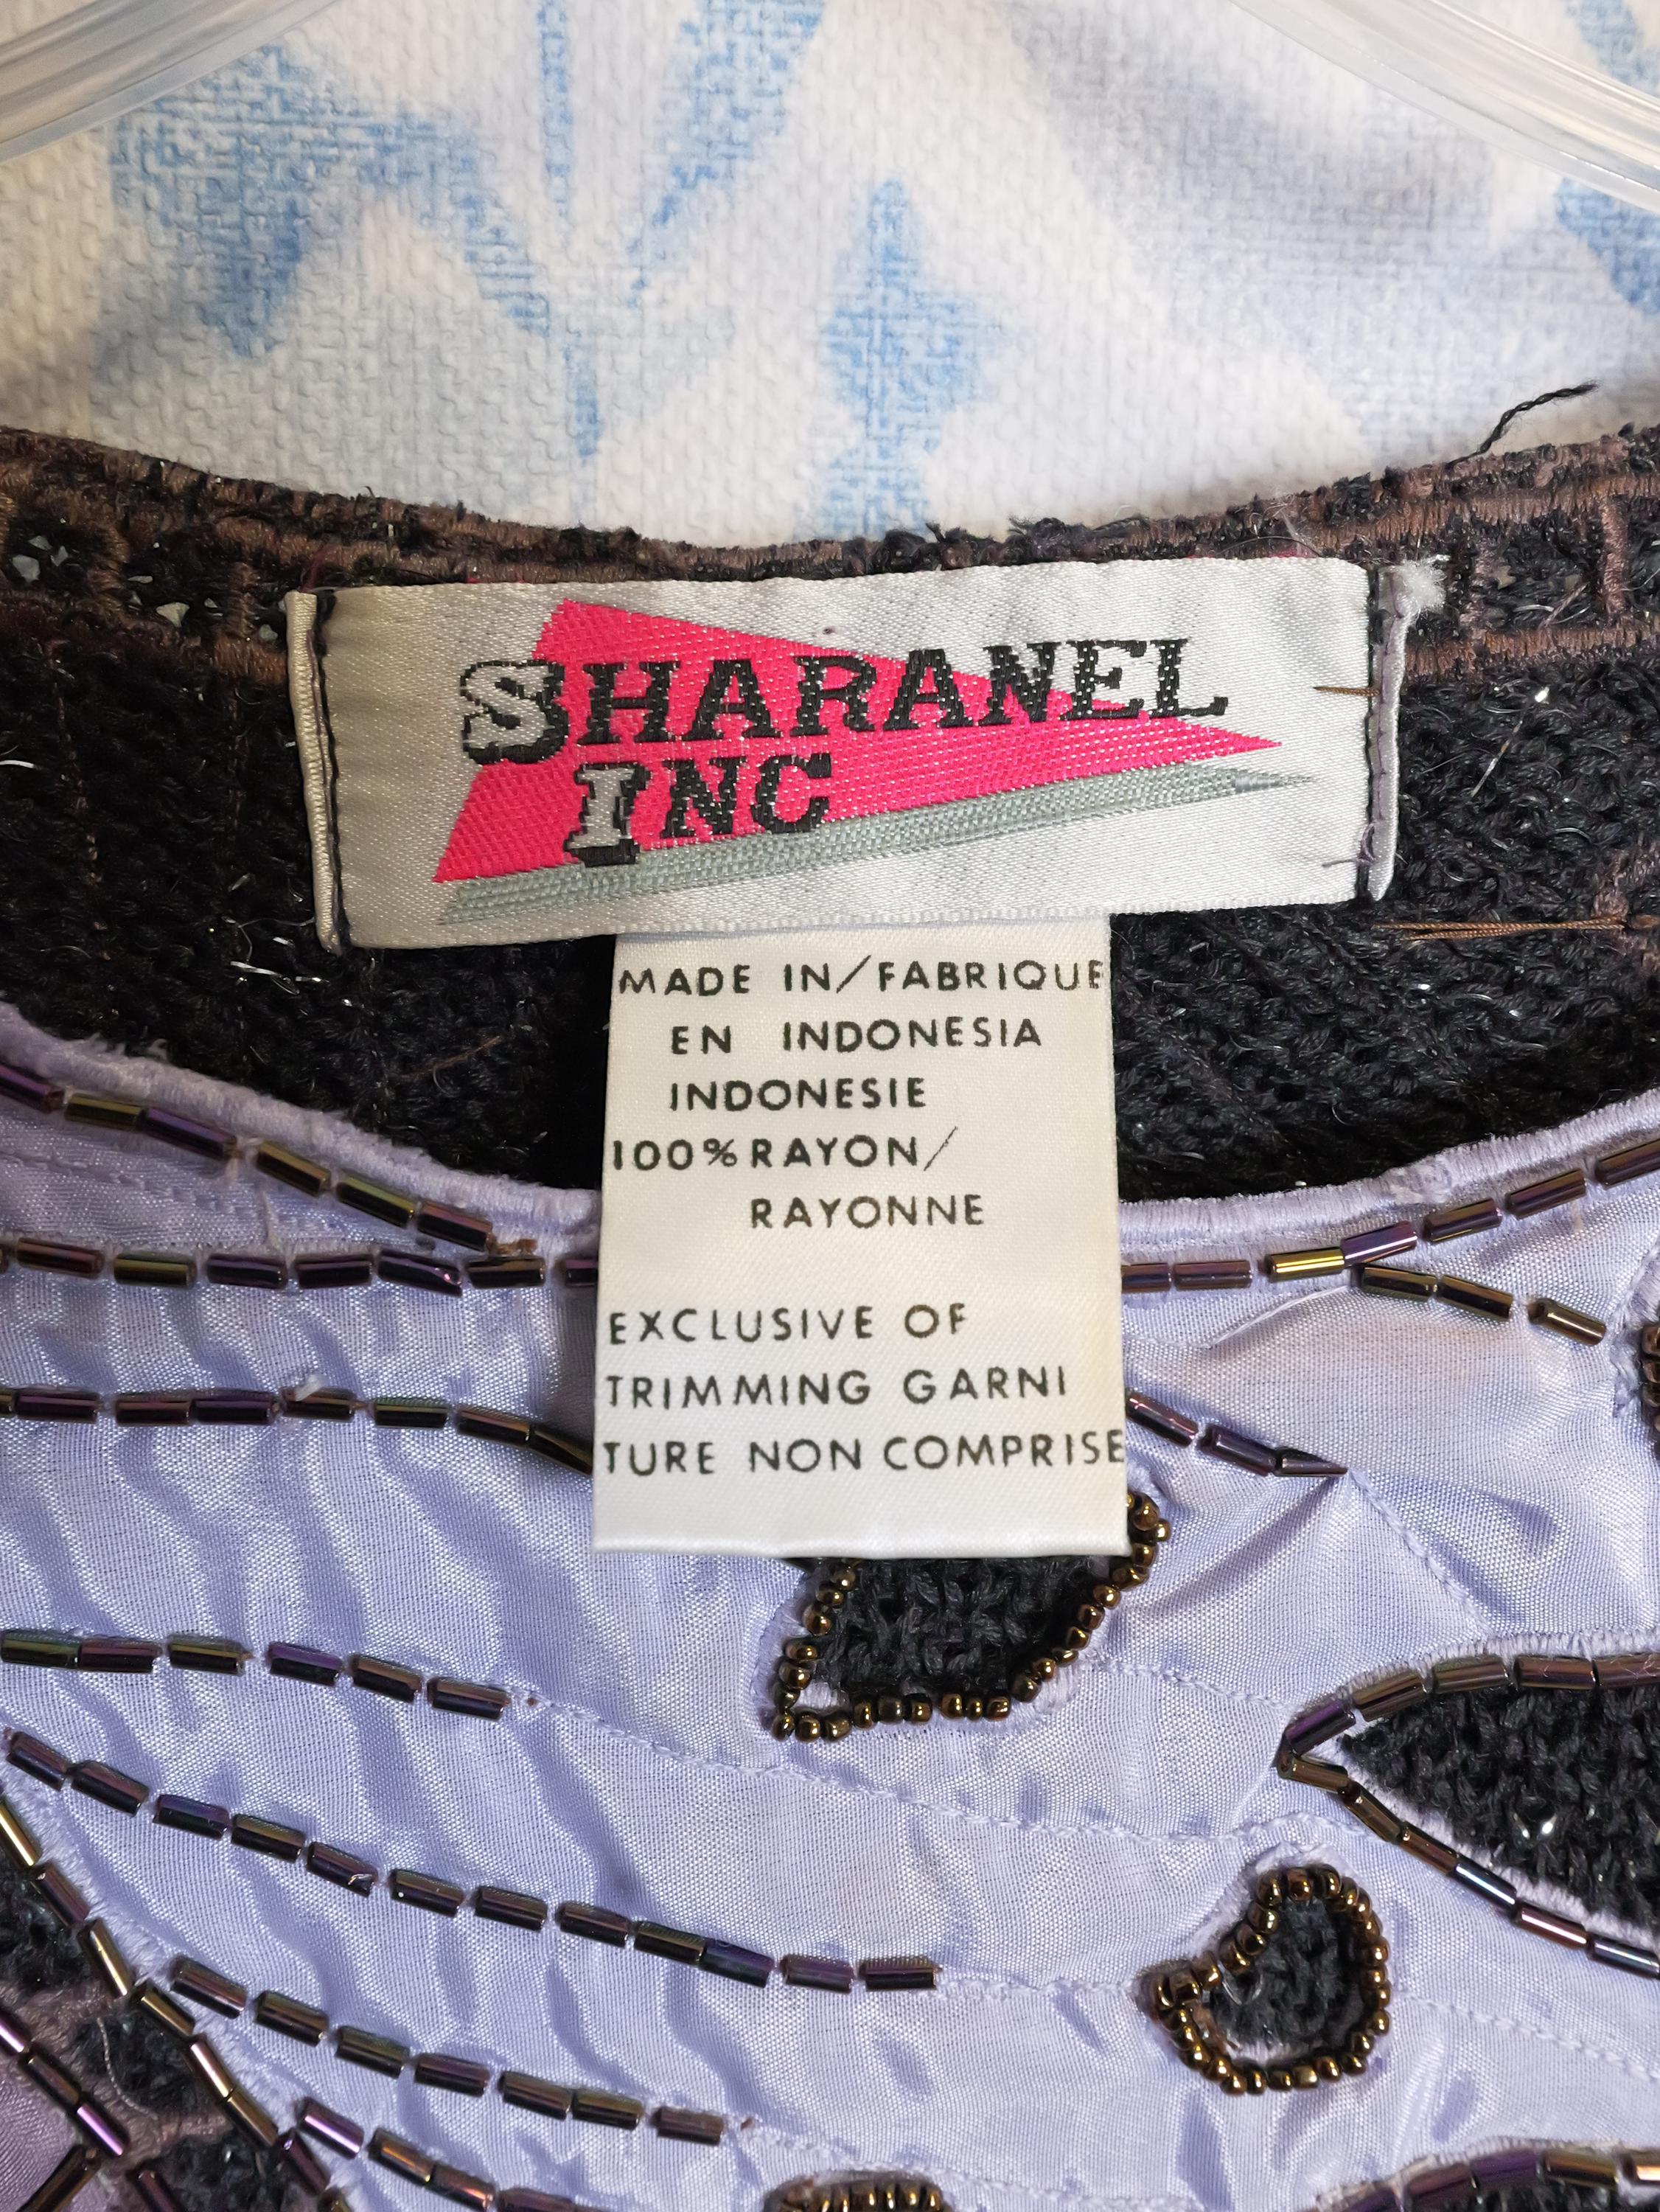 SHARANEL
INC
MADE IN/FABRIQUE
EN INDONESIA
INDONESIE
100% RAYON/
RAYONNE
EXCLUSIVE OF
TRIMMING GARNI
TURE NON COMPRISE